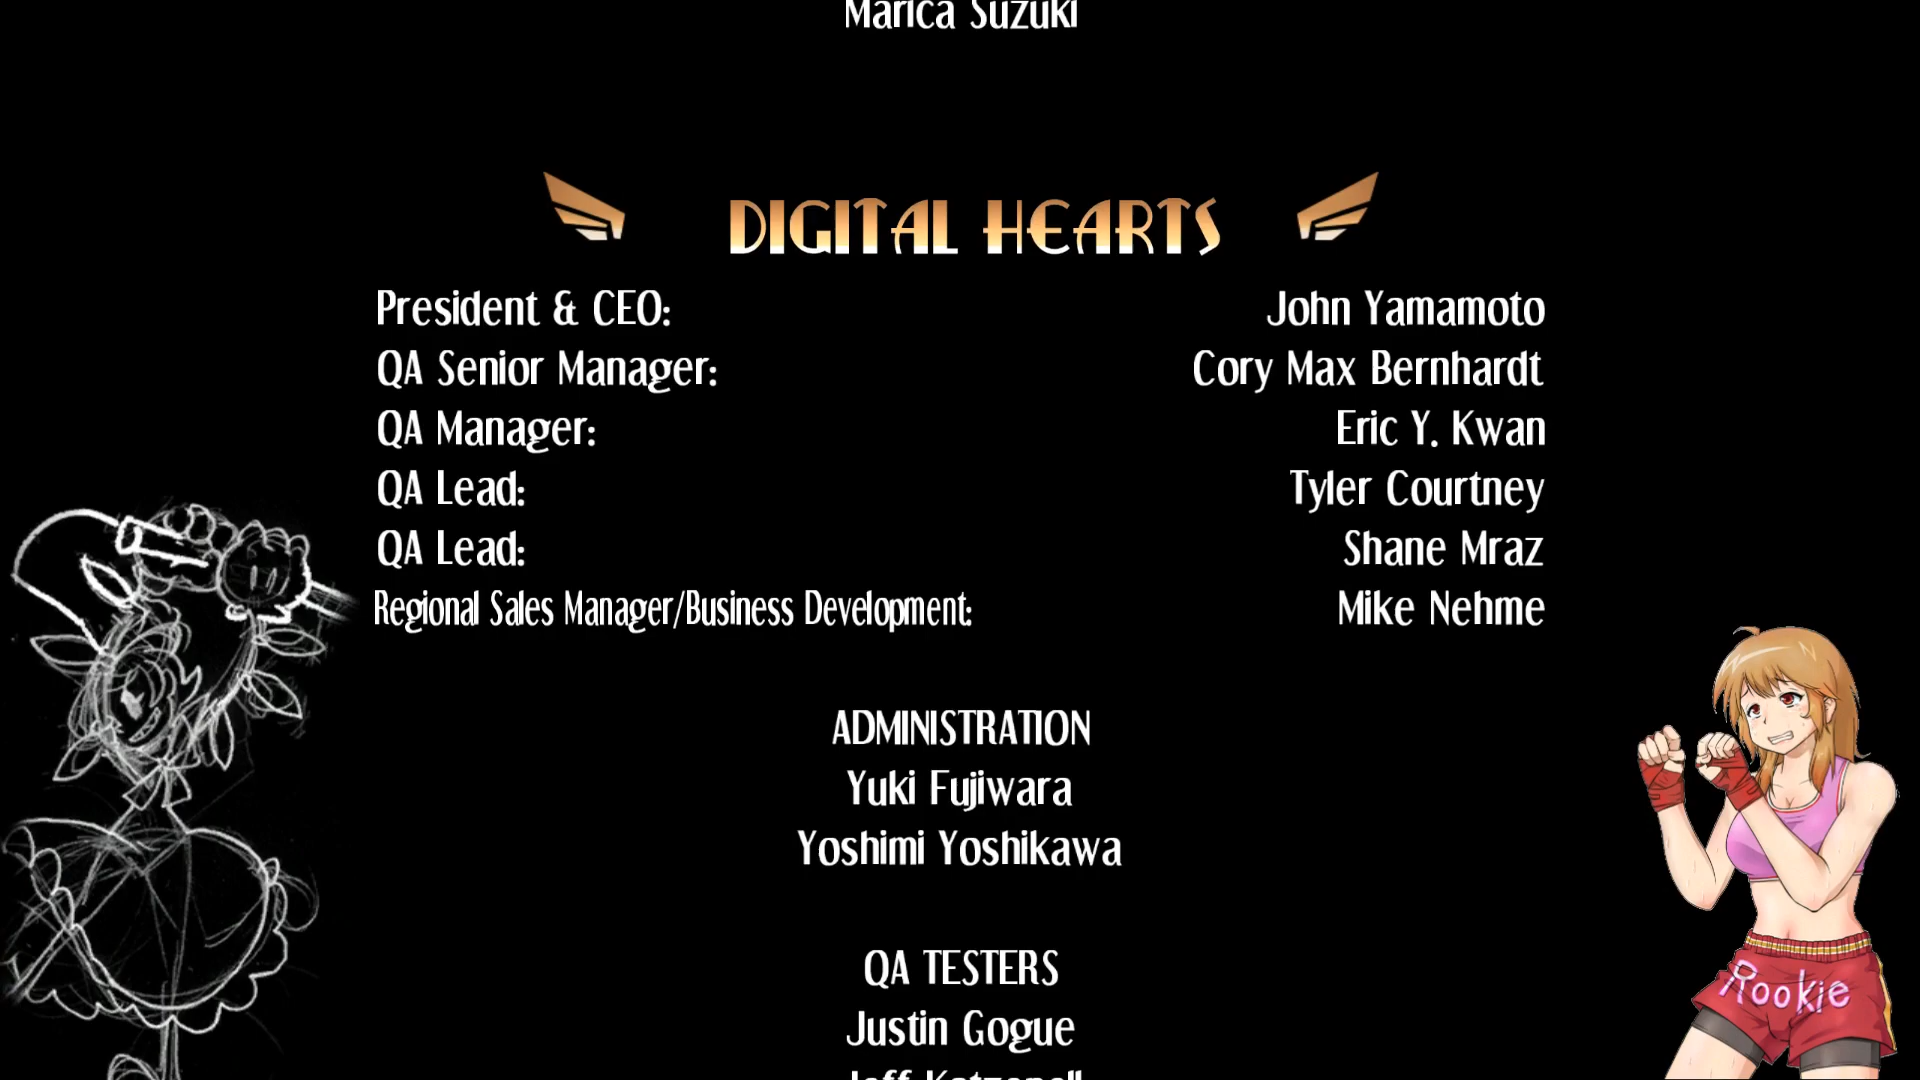 Marica Suzuki
DIGITAL HEARTS
President & CEO: John Yamamoto
QA Senior Manager: Cory Max Bernhardt
QA Manager: Eric Y. Kwan
QA Lead: Tyler Courtney
QA Lead: Shane Mraz
Regional Sales Manager/Business Development: Mike Nehme
ADMINISTRATION
Yuki Fujiwara
Yoshimi Yoshikawa
QA TESTERS
Justin Gogue
Jeff
Rookie